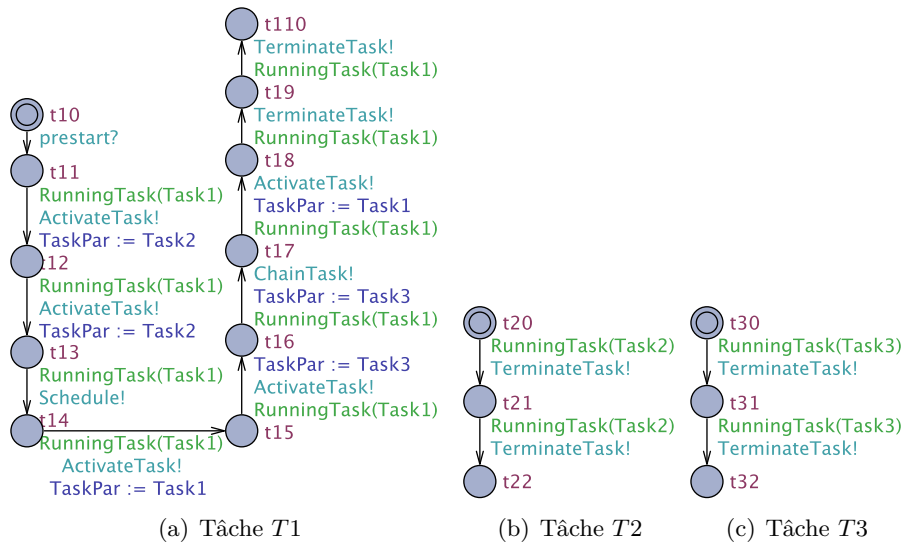 t10
prestart?
t11
RunningTask(Task1)
ActivateTask!
TaskPar := Task2
t12
RunningTask(Task1)
ActivateTask!
TaskPar := Task2
t13
RunningTask(Task1)
Schedule!
t14
RunningTask(Task1)
ActivateTask!
TaskPar := Task1
t110
TerminateTask!
RunningTask(Task1)
t19
TerminateTask!
RunningTask(Task1)
t18
ActivateTask!
TaskPar := Task1
RunningTask(Task1)
t17
ChainTask!
TaskPar := Task3
RunningTask(Task1)
t16
TaskPar := Task3
ActivateTask!
RunningTask(Task1)
t15
(a) Tâche T1
t20
RunningTask(Task2)
TerminateTask!
t21
RunningTask(Task2)
TerminateTask!
t22
(b) Tâche T2
t30
RunningTask(Task3)
TerminateTask!
t31
RunningTask(Task3)
TerminateTask!
t32
(c) Tâche T3